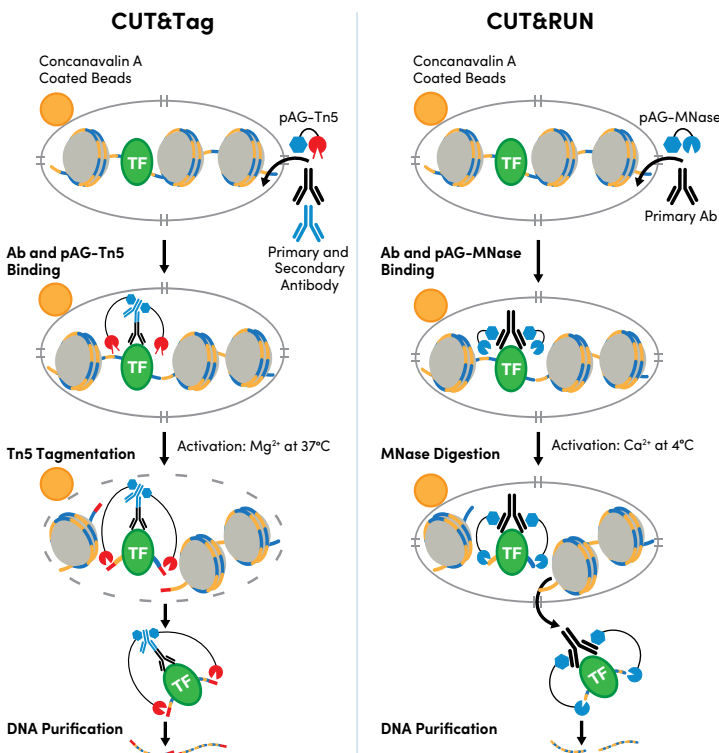 CUT&Tag
Concanavalin A
Coated Beads
pAG-Tn5
TF
Primary and
Secondary
Antibody
Ab and pAG-Tn5
Binding
TF
Activation: Mg²⁺ at 37°C
Tn5 Tagmentation
TF
TF
DNA Purification
CUT&RUN
Concanavalin A
Coated Beads
pAG-MNase
TF
Primary Ab
Ab and pAG-MNase
Binding
TF
Activation: Ca²⁺ at 4°C
MNase Digestion
TF
TF
DNA Purification